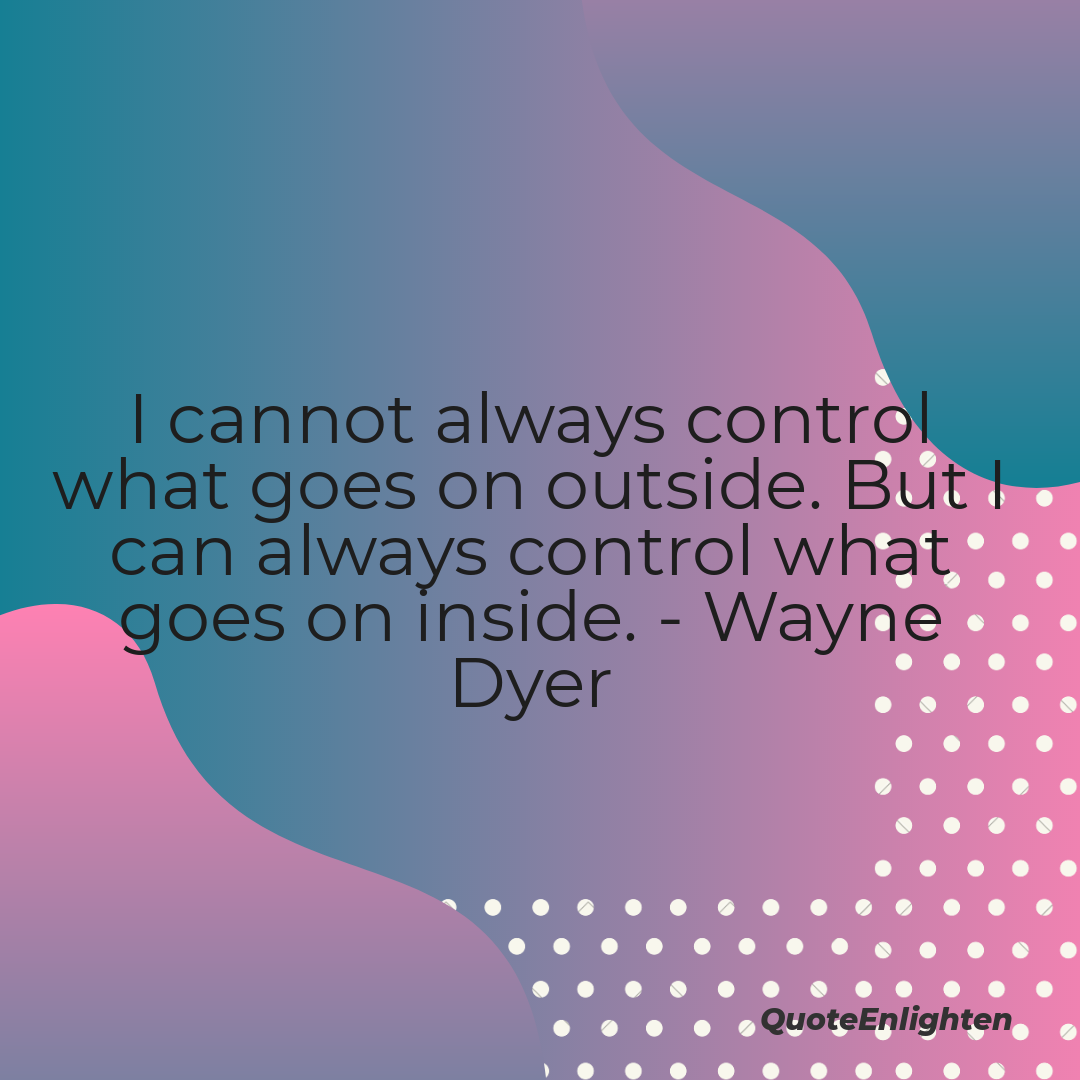 I cannot always control
what goes on outside. But I
can always control what
goes on inside. - Wayne
Dyer
QuoteEnlighten